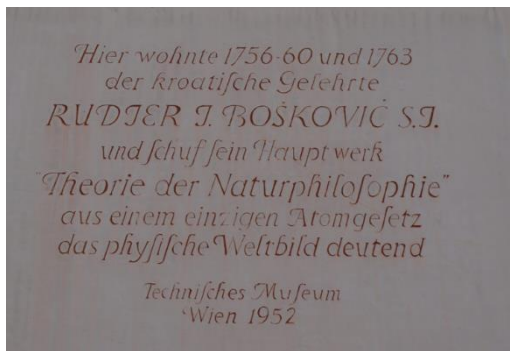 Hier wohnte 1756-60 und 1763
der kroatiſche Gelehrte
RUDJER J. BOŠKOVIĆ S.J.
und ſchuf ſein Hauptwerk
"Theorie der Naturphiloſophie"
aus einem einzigen Atomgeſetz
das phyſiſche Weltbild deutend
Techniſches Muſeum
Wien 1952